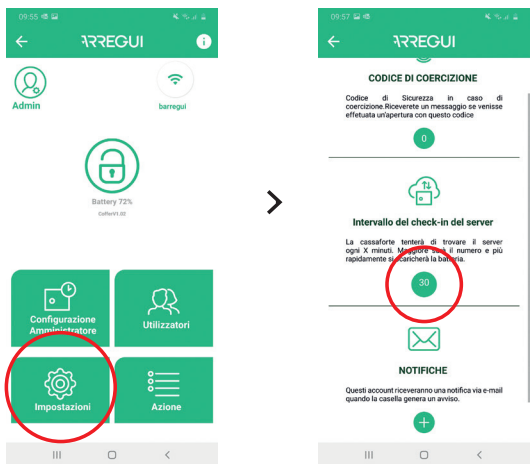 09:55
ARREGUI
Admin
barregui
Battery 72%
CofferV1.02
Configurazione
Amministratore
Utilizzatori
Impostazioni
Azione
>
09:57
ARREGUI
CODICE DI COERCIZIONE
Codice di Sicurezza in caso di
coercizione.Riceverete un messaggio se venisse
effetuata un'apertura con questo codice
0
Intervallo del check-in del server
La cassaforte tenterà di trovare il server
ogni X minuti. Maggiore sarà il numero e più
rapidamente si scaricherà la batteria.
30
NOTIFICHE
Questi account riceveranno una notifica via e-mail
quando la casella genera un avviso.